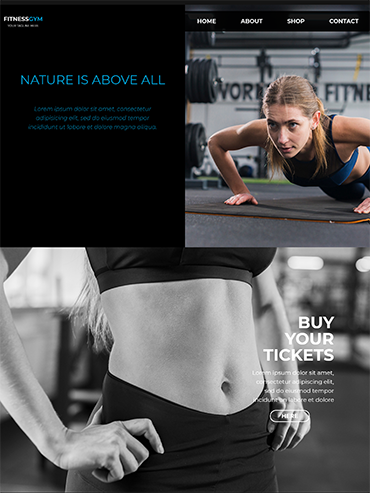 FITNESSGYM
HOME ABOUT SHOP CONTACT
YORK FITNE
NATURE IS ABOVE ALL
Lorem ipsum dolor sit amet, consectetur
adipiscing elit, sed do eiusmod tempor
incididunt ut labore et dolore magna aliqua.
BUY
YOUR
TICKETS
Lorem ipsum dolor sit amet,
consectetur adipiscing elit,
sed do eiusmod tempor
incididunt ut labore et dolore
HERE